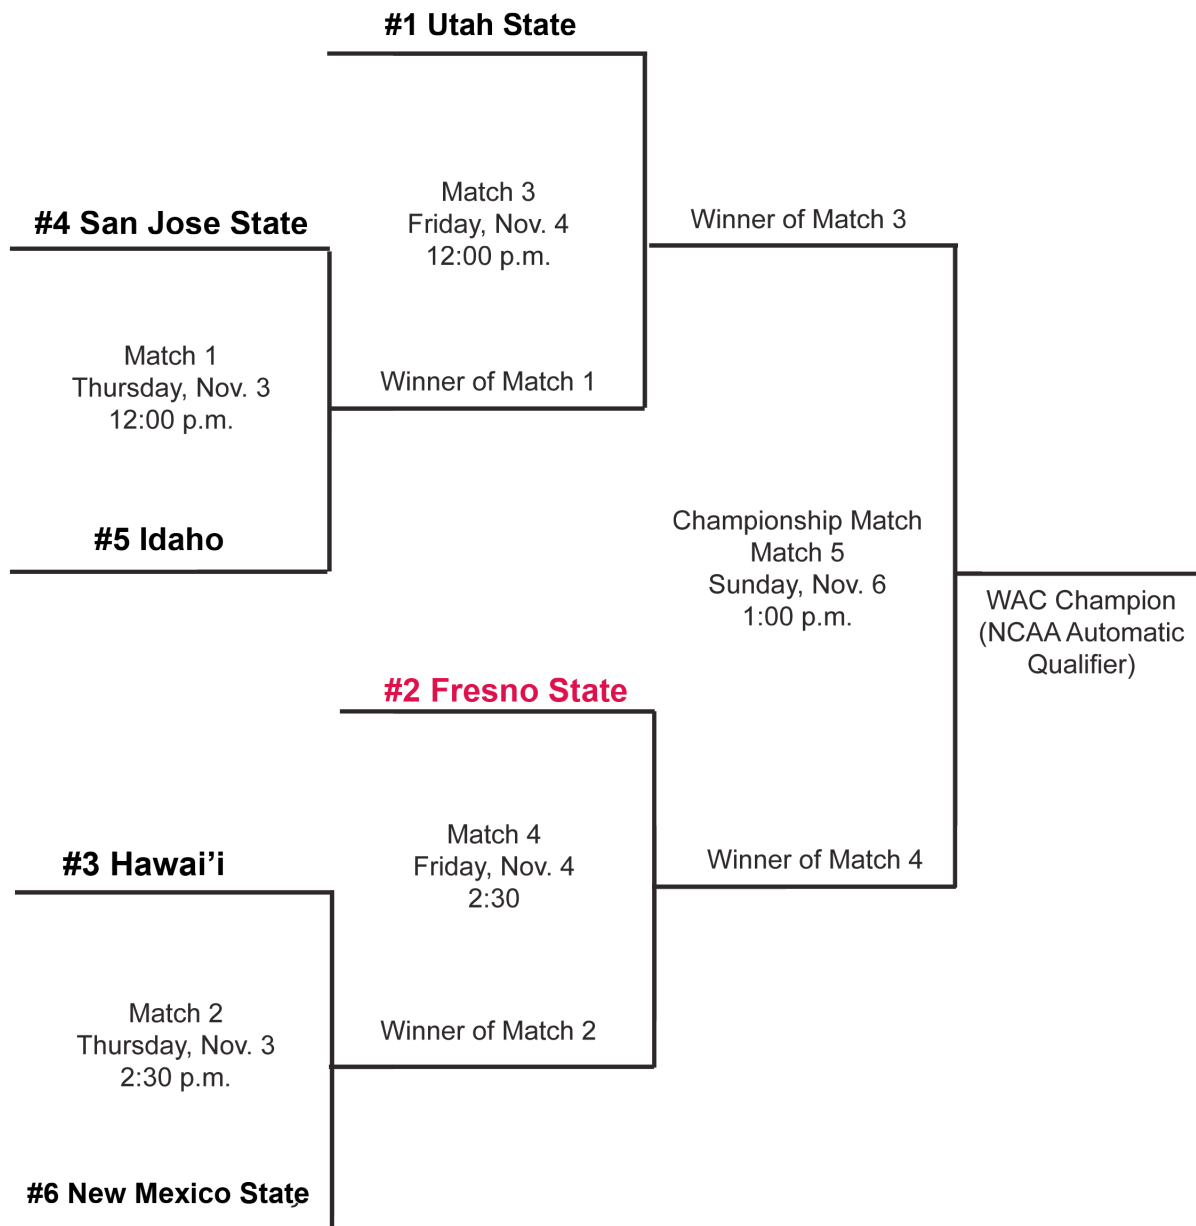 #1 Utah State
Match 3
Friday, Nov. 4
12:00 p.m.
#4 San Jose State
Winner of Match 3
Match 1
Thursday, Nov. 3
12:00 p.m.
Winner of Match 1
#5 Idaho
Championship Match
Match 5
Sunday, Nov. 6
1:00 p.m.
WAC Champion
(NCAA Automatic
Qualifier)
#2 Fresno State
Match 4
Friday, Nov. 4
2:30
#3 Hawai’i
Winner of Match 4
Match 2
Thursday, Nov. 3
2:30 p.m.
Winner of Match 2
#6 New Mexico State